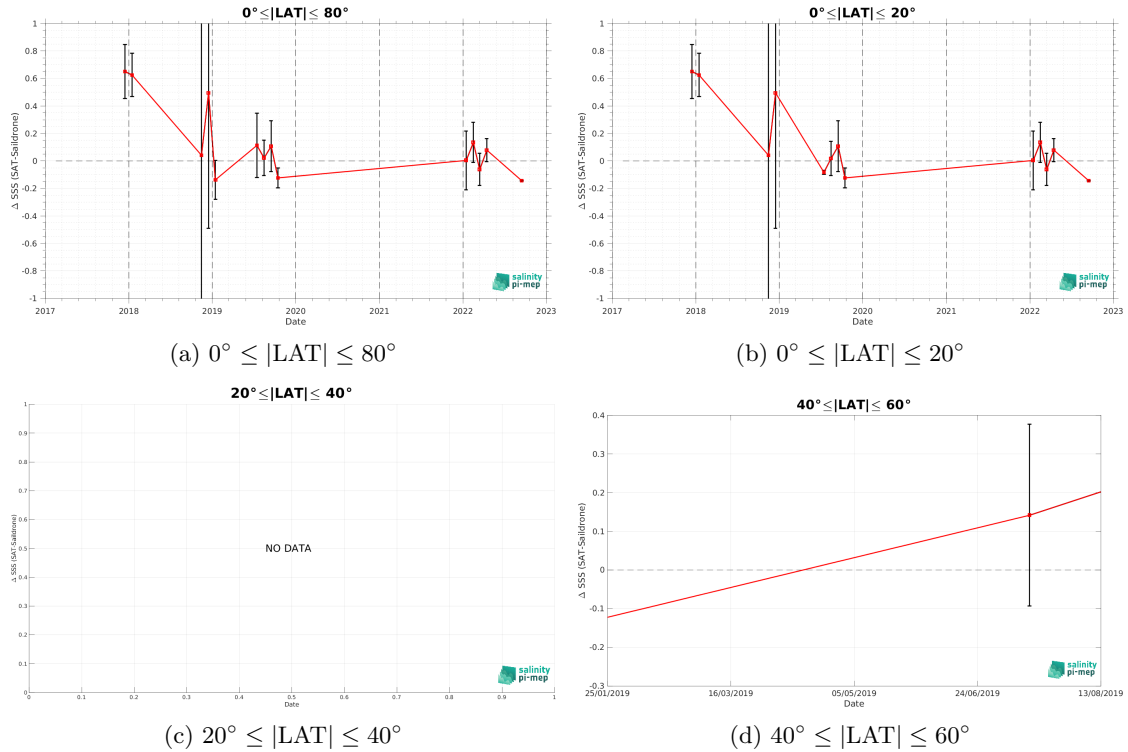 0°≤|LAT|≤ 80°
1
0.8
0.6
0.4
0.2
0
-0.2
-0.4
-0.6
-0.8
-1
Δ SSS (SAT-Saildrone)
2017
2018
2019
2020
2021
2022
2023
Date
salinity
pi-mep
(a) 0° ≤ |LAT| ≤ 80°
0°≤|LAT|≤ 20°
1
0.8
0.6
0.4
0.2
0
-0.2
-0.4
-0.6
-0.8
-1
Δ SSS (SAT-Saildrone)
2017
2018
2019
2020
2021
2022
2023
Date
salinity
pi-mep
(b) 0° ≤ |LAT| ≤ 20°
20°≤|LAT|≤ 40°
1
0.9
0.8
0.7
0.6
0.5
0.4
0.3
0.2
0.1
0
Δ SSS (SAT-Saildrone)
NO DATA
0
0.1
0.2
0.3
0.4
0.5
0.6
0.7
0.8
0.9
1
Date
salinity
pi-mep
(c) 20° ≤ |LAT| ≤ 40°
40°≤|LAT|≤ 60°
0.4
0.3
0.2
0.1
0
-0.1
-0.2
-0.3
Δ SSS (SAT-Saildrone)
25/01/2019
16/03/2019
05/05/2019
24/06/2019
13/08/2019
Date
salinity
pi-mep
(d) 40° ≤ |LAT| ≤ 60°